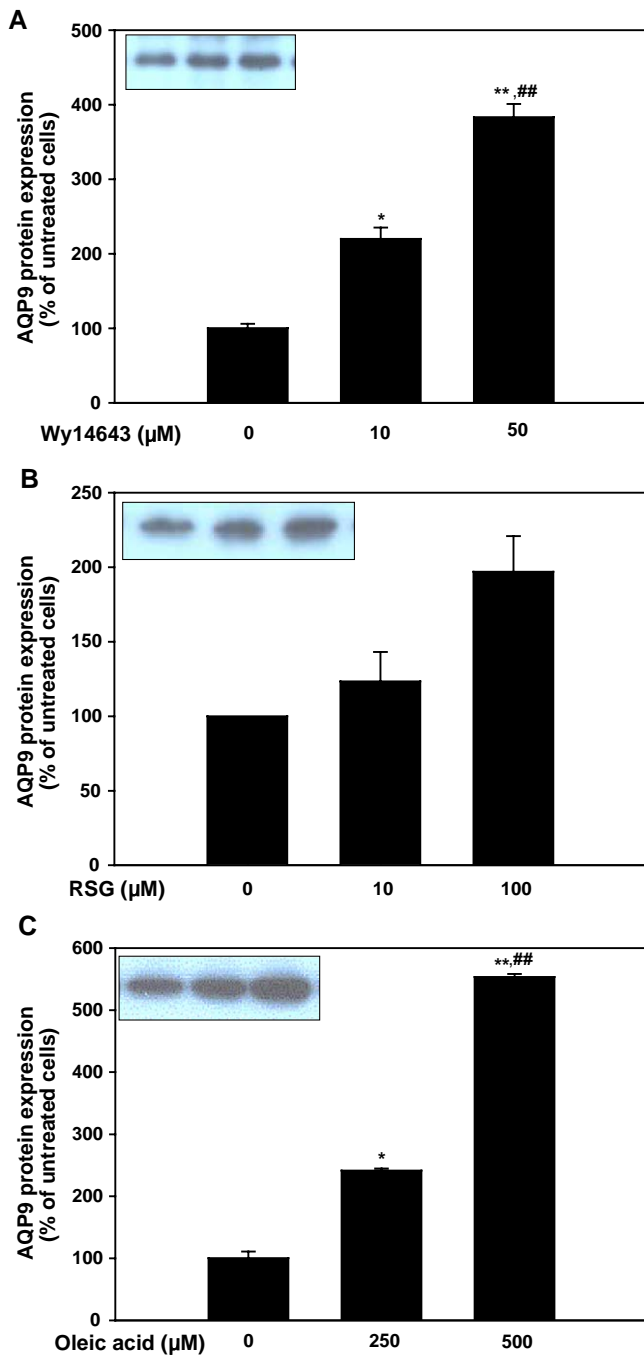 A
AQP9 protein expression
(% of untreated cells)
500
400
300
200
100
0
*
**,##
Wy14643 (µM) 0 10 50
B
AQP9 protein expression
(% of untreated cells)
250
200
150
100
50
0
RSG (µM) 0 10 100
C
AQP9 protein expression
(% of untreated cells)
600
500
400
300
200
100
0
*
**,##
Oleic acid (µM) 0 250 500